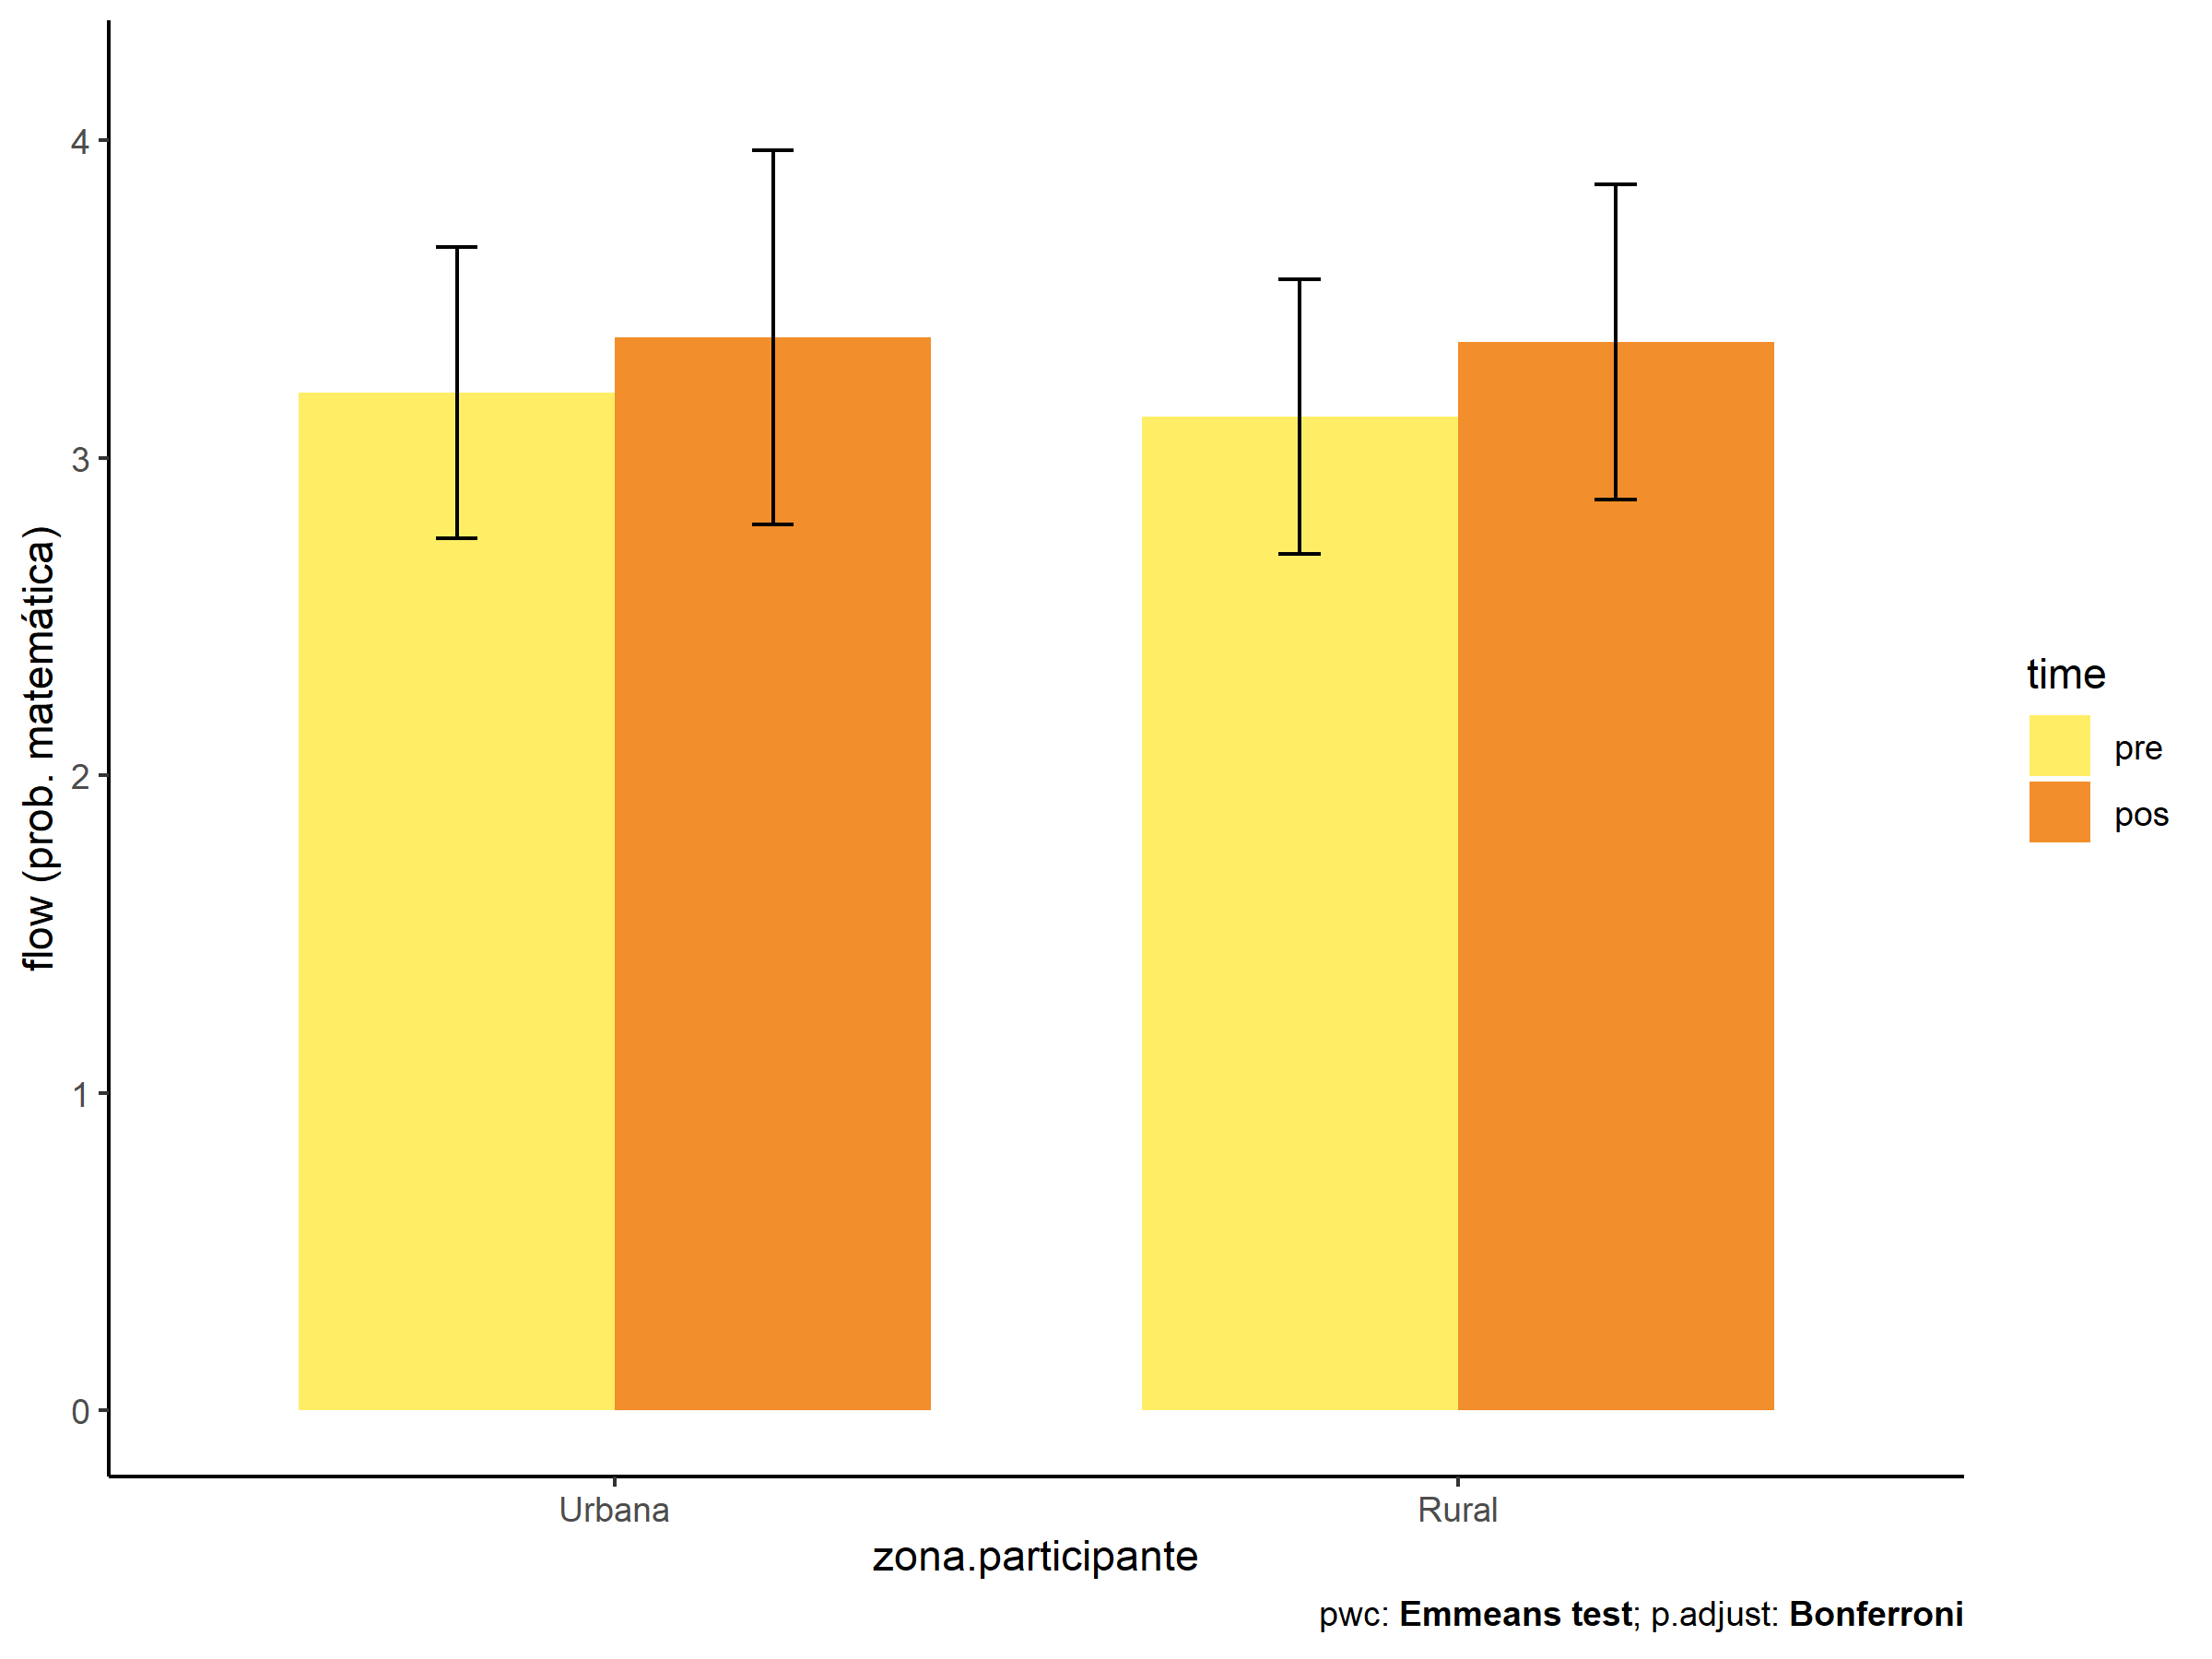 flow (prob. matemática)
4
3
2
1
0
Urbana
Rural
zona.participante
time
pre
pos
pwc: Emmeans test; p.adjust: Bonferroni